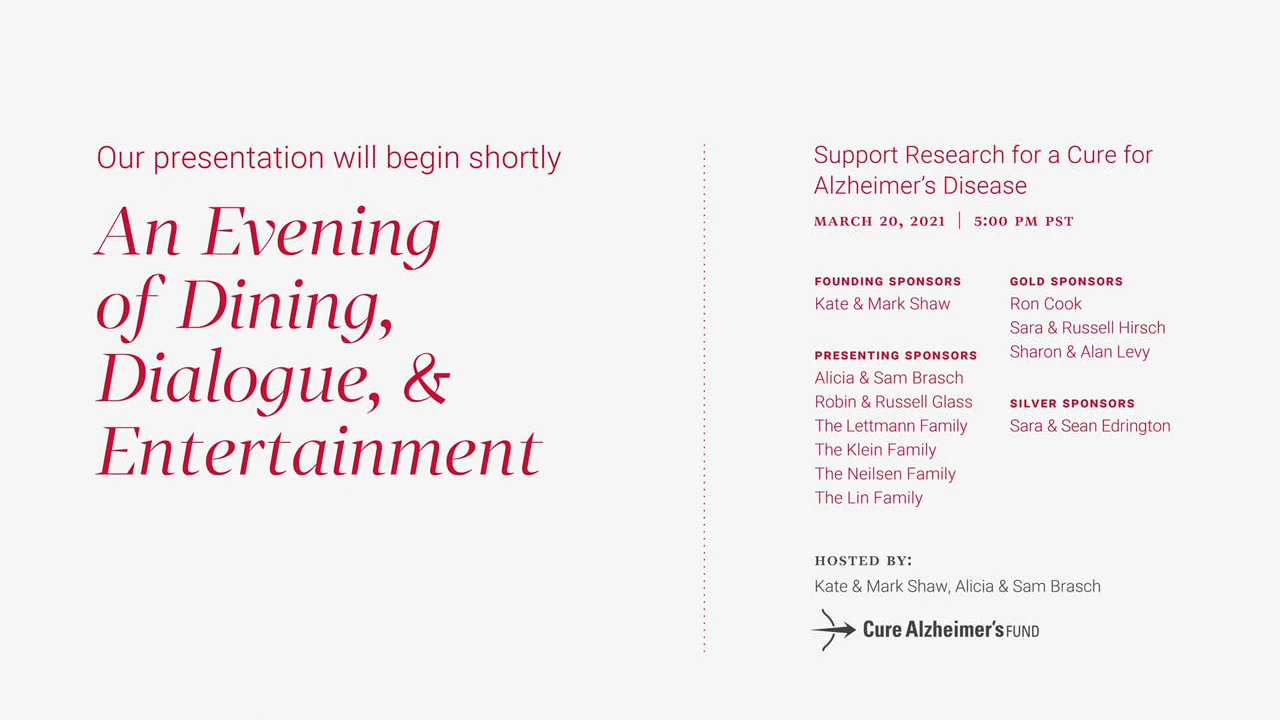 Our presentation will begin shortly
An Evening
of Dining,
Dialogue, &
Entertainment
Support Research for a Cure for
Alzheimer's Disease
MARCH 20, 2021 | 5:00 PM PST
FOUNDING SPONSORS
Kate & Mark Shaw
PRESENTING SPONSORS
Alicia & Sam Brasch
Robin & Russell Glass
The Lettmann Family
The Klein Family
The Neilsen Family
The Lin Family
GOLD SPONSORS
Ron Cook
Sara & Russell Hirsch
Sharon & Alan Levy
SILVER SPONSORS
Sara & Sean Edrington
HOSTED BY:
Kate & Mark Shaw, Alicia & Sam Brasch
Cure Alzheimer's FUND